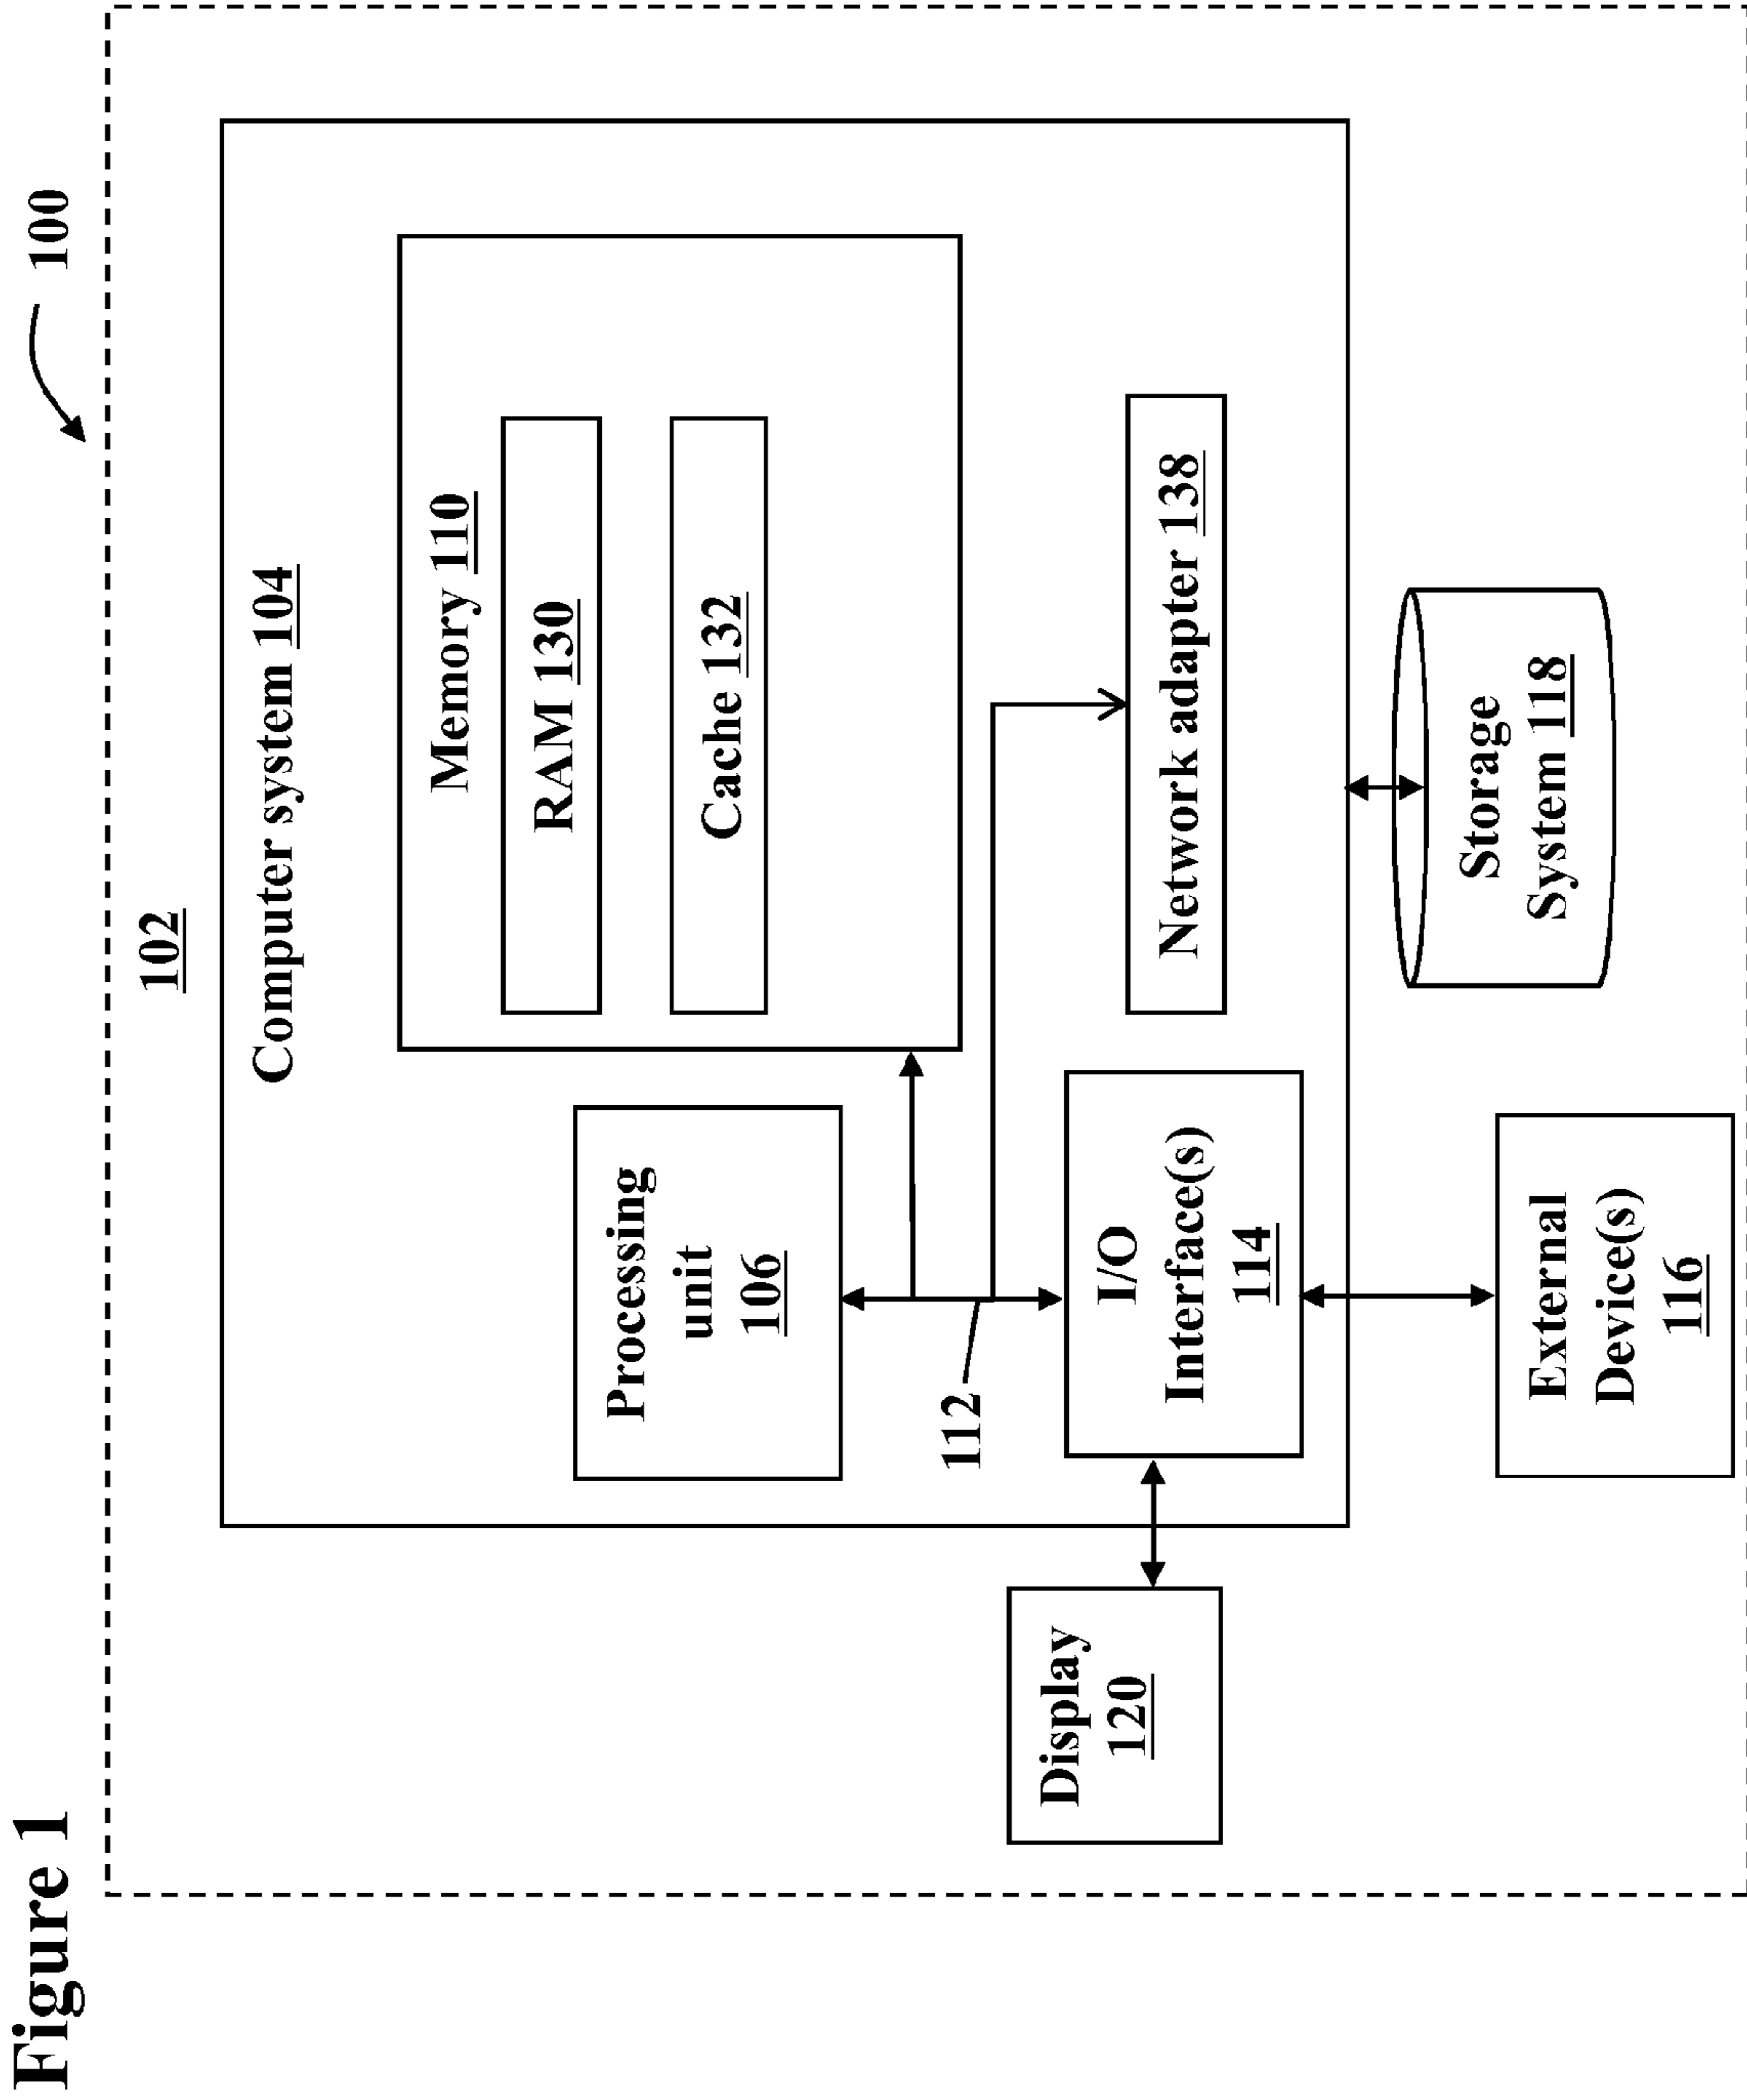 Figure 1
100
102
Computer system 104
Memory 110
RAM 130
Cache 132
Processing
unit
106
112
I/O
Interface(s)
114
Network adapter 138
Display
120
External
Device(s)
116
Storage
System 118